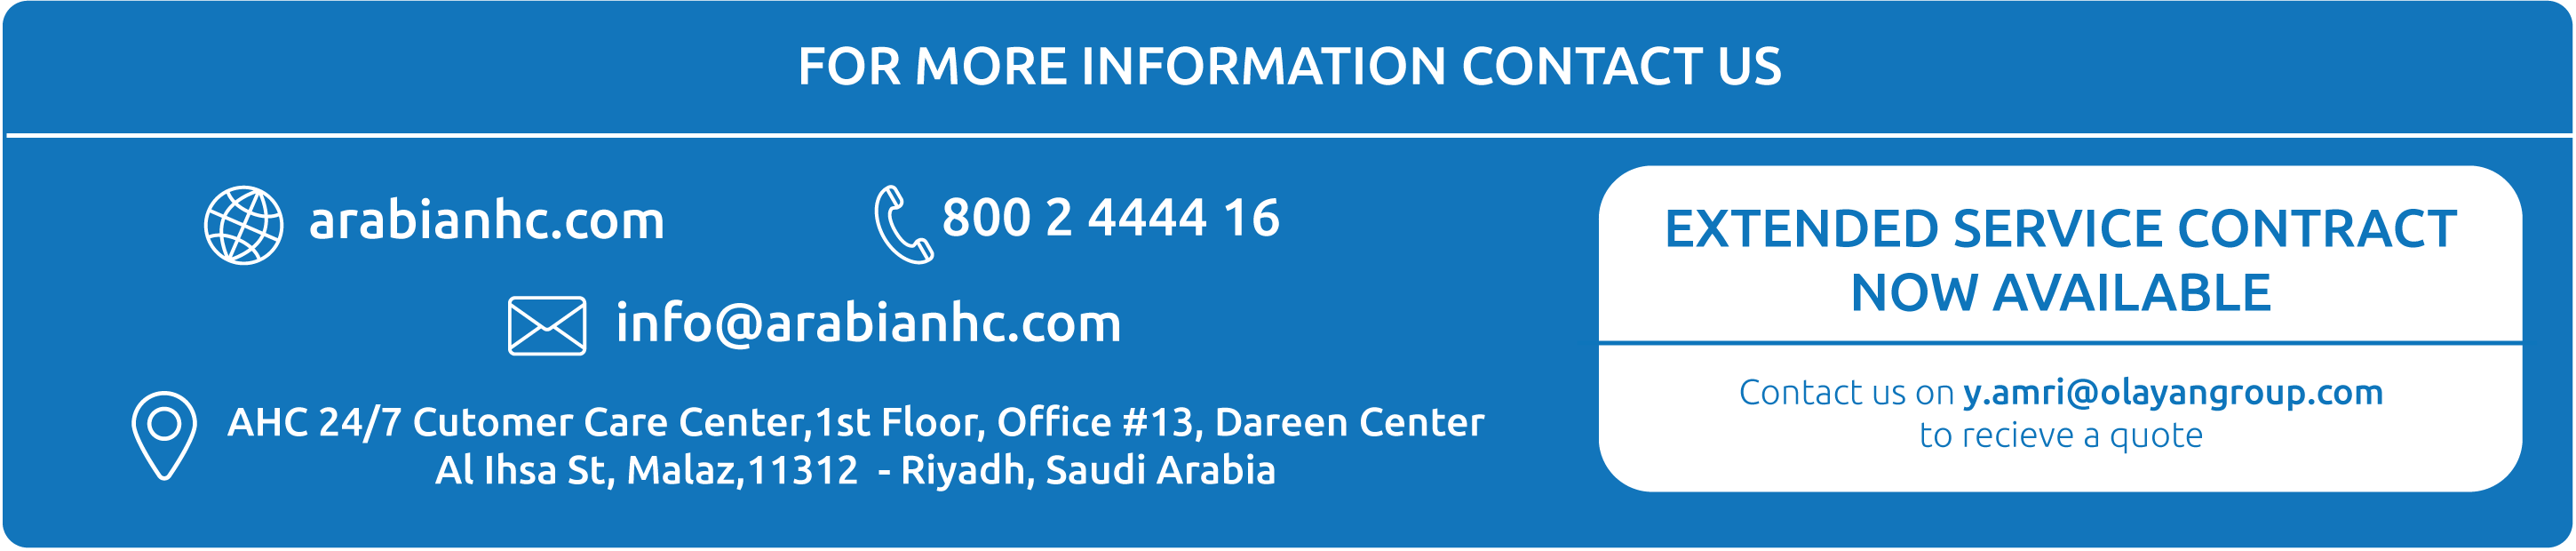 FOR MORE INFORMATION CONTACT US
arabianhc.com
800 2 4444 16
info@arabianhc.com
AHC 24/7 Cutomer Care Center,1st Floor, Office #13, Dareen Center
Al Ihsa St, Malaz,11312 - Riyadh, Saudi Arabia
EXTENDED SERVICE CONTRACT
NOW AVAILABLE
Contact us on y.amri@olayangroup.com
to recieve a quote